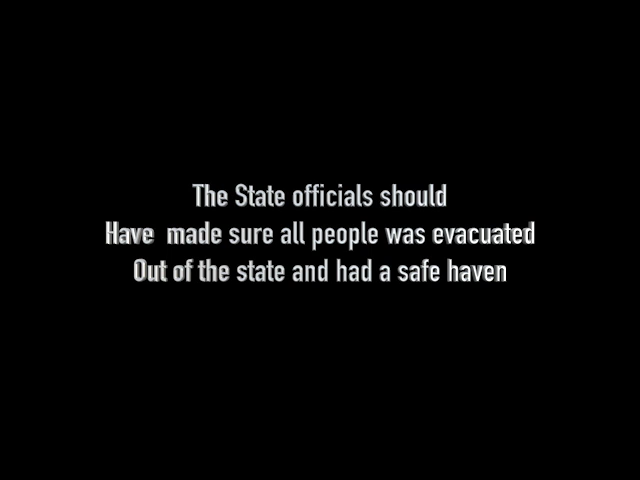 The State officials should
Have  made sure all people was evacuated
Out of the state and had a safe haven